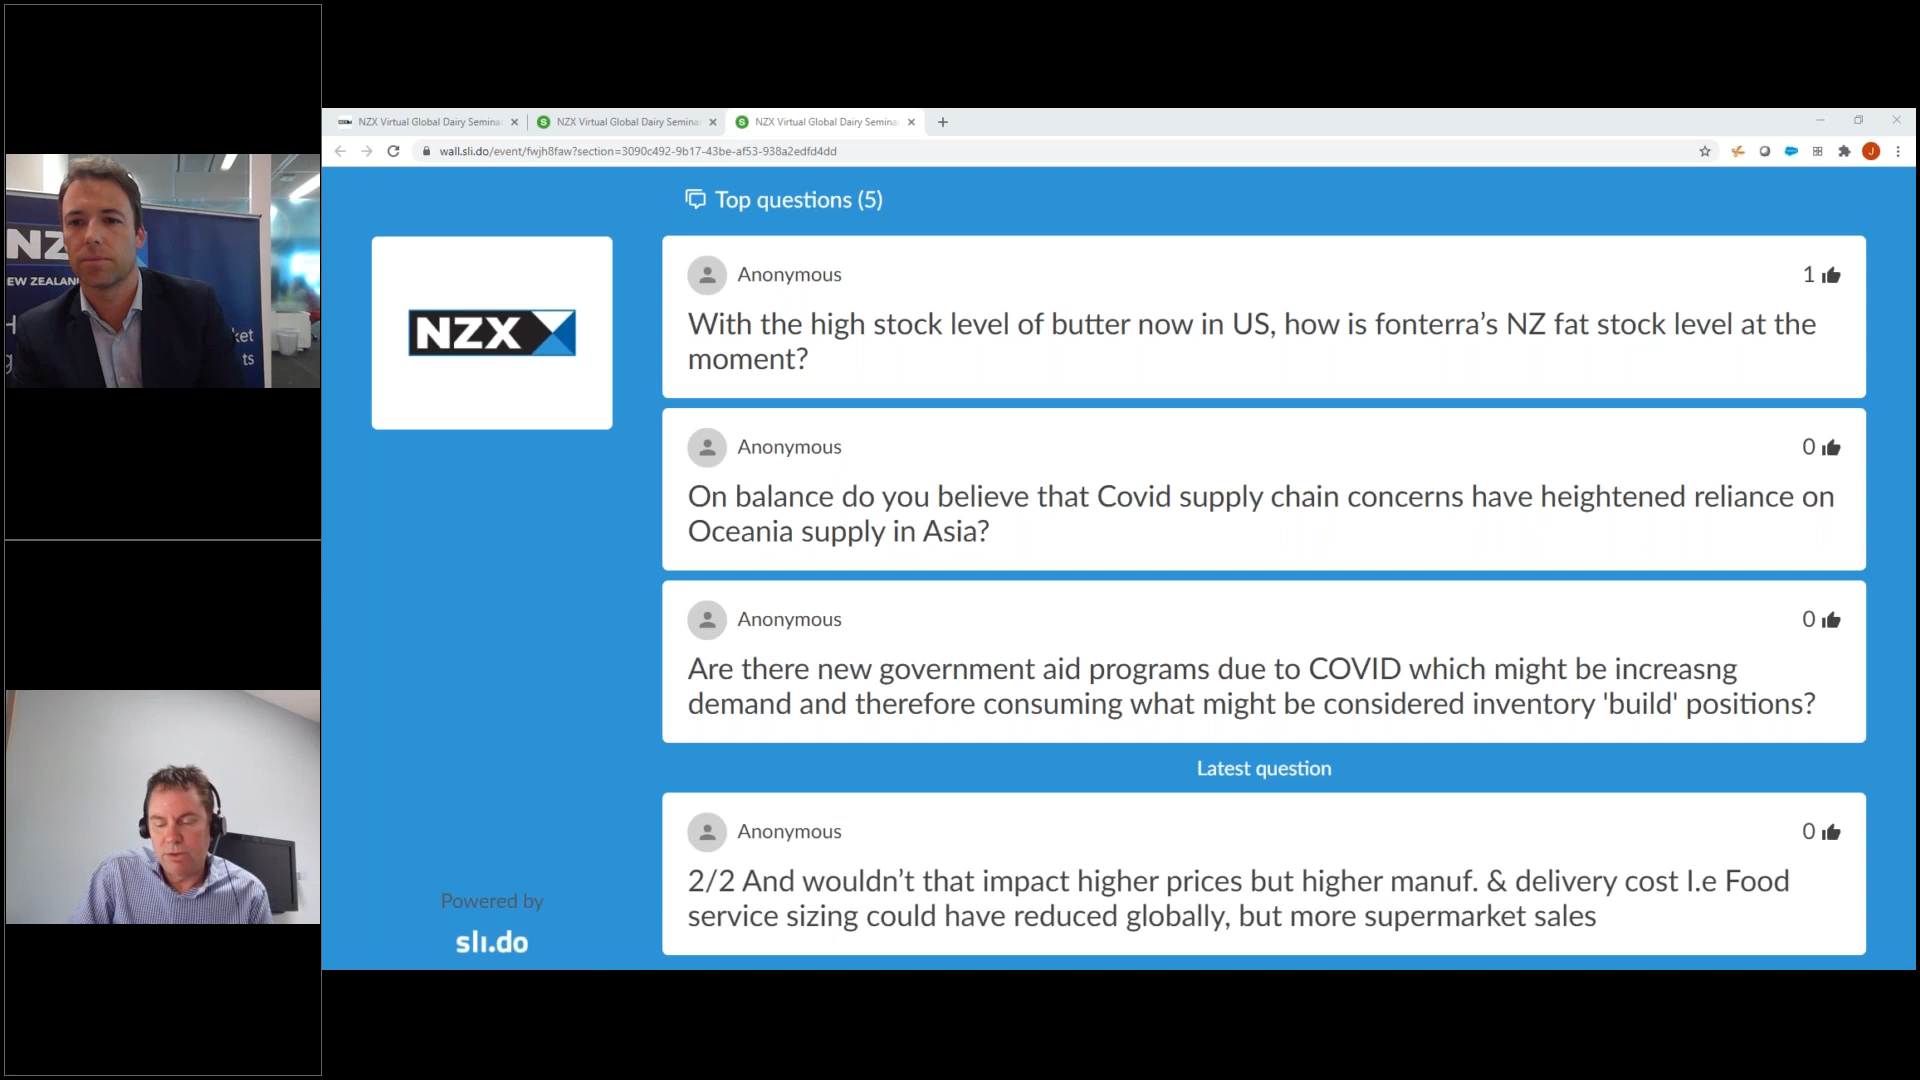 NZX Virtual Global Dairy Semina
NZX Virtual Global Dairy Semina
NZX Virtual Global Dairy Semina
wall.sli.do/event/fwjh8faw?section=3090c492-9b17-43be-af53-938a2edfd4dd
J
NZ
EW ZEALAN
ket
ts
NZX
Top questions (5)
Anonymous
1
With the high stock level of butter now in US, how is fonterra’s NZ fat stock level at the
moment?
Anonymous
0
On balance do you believe that Covid supply chain concerns have heightened reliance on
Oceania supply in Asia?
Anonymous
0
Are there new government aid programs due to COVID which might be increasng
demand and therefore consuming what might be considered inventory 'build' positions?
Latest question
Anonymous
0
2/2 And wouldn’t that impact higher prices but higher manuf. & delivery cost I.e Food
service sizing could have reduced globally, but more supermarket sales
Powered by
sli.do